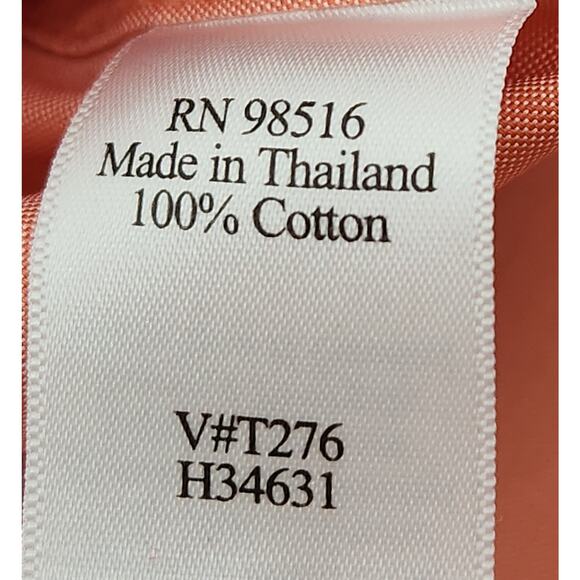 RN 98516
Made in Thailand
100% Cotton
V#T276
H34631